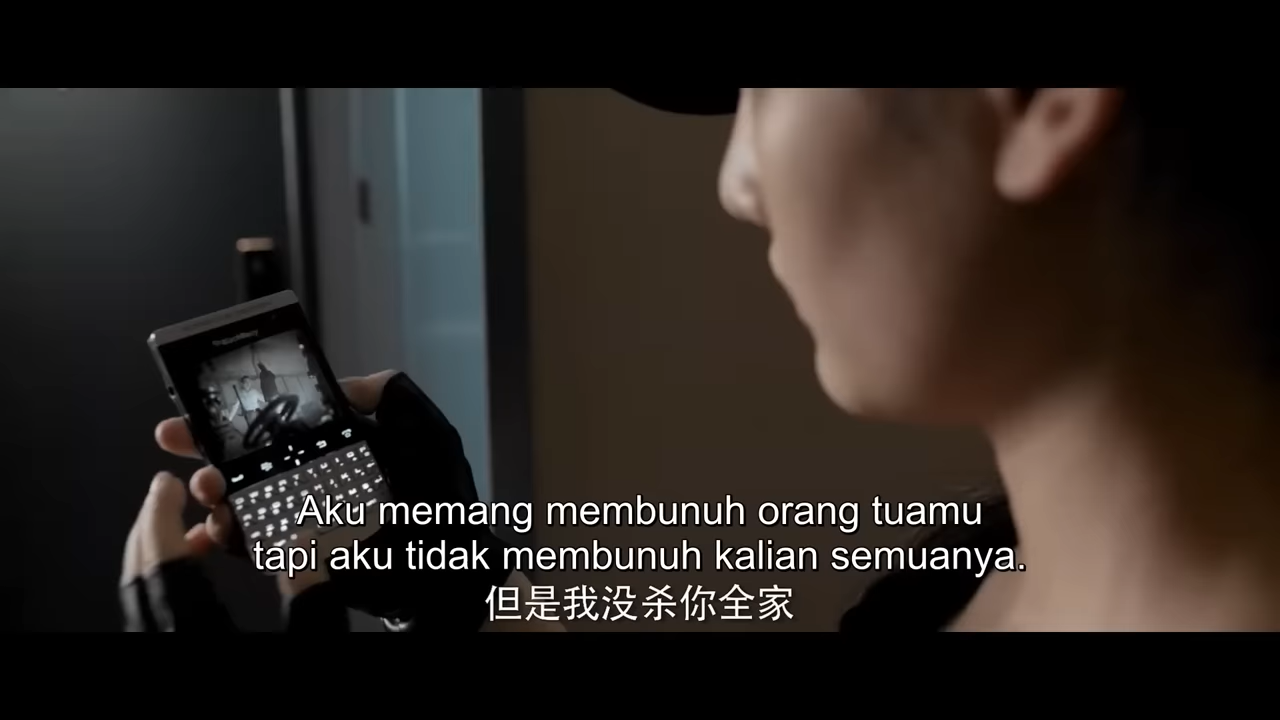 BlackBerry
Aku memang membunuh orang tuamu
tapi aku tidak membunuh kalian semuanya.
但是我没杀你全家